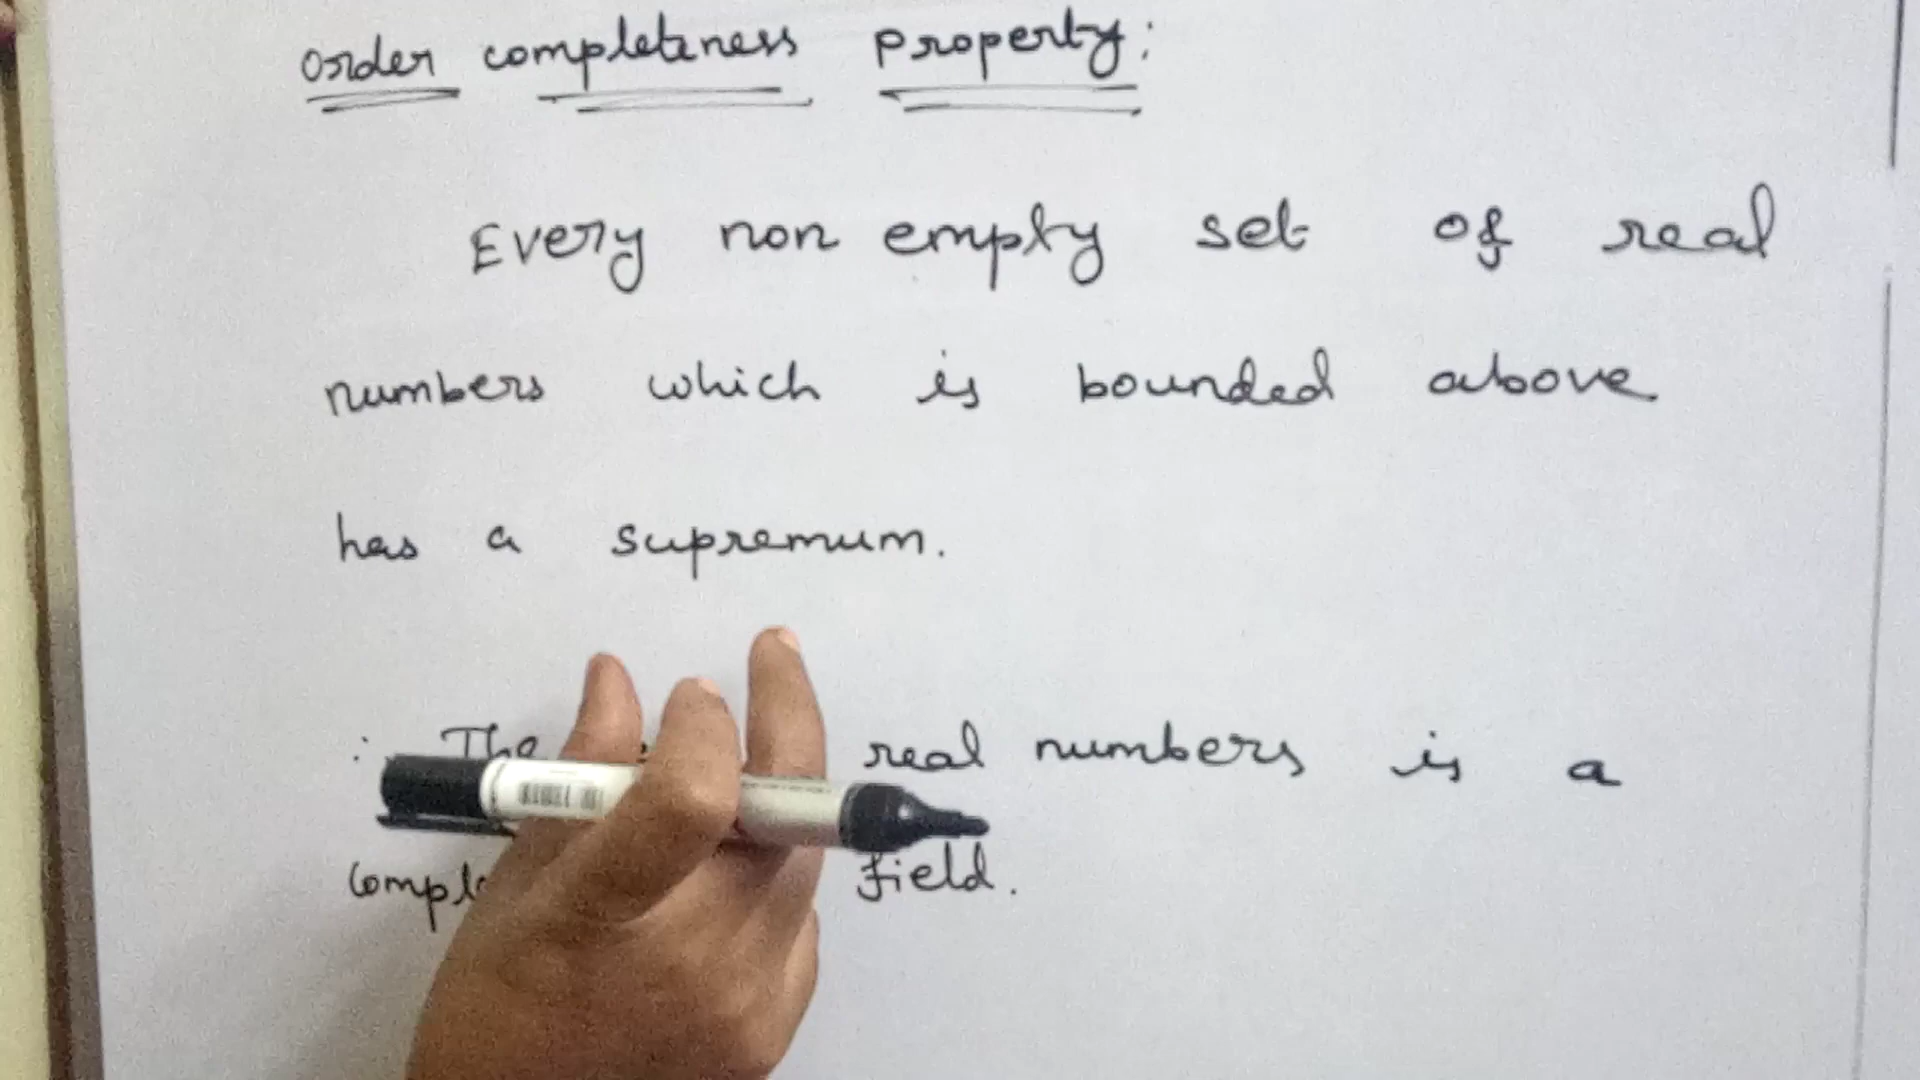 order completeness property:
Every non empty set of real
numbers which is bounded above
has a supremum.
: The real numbers is a
field.